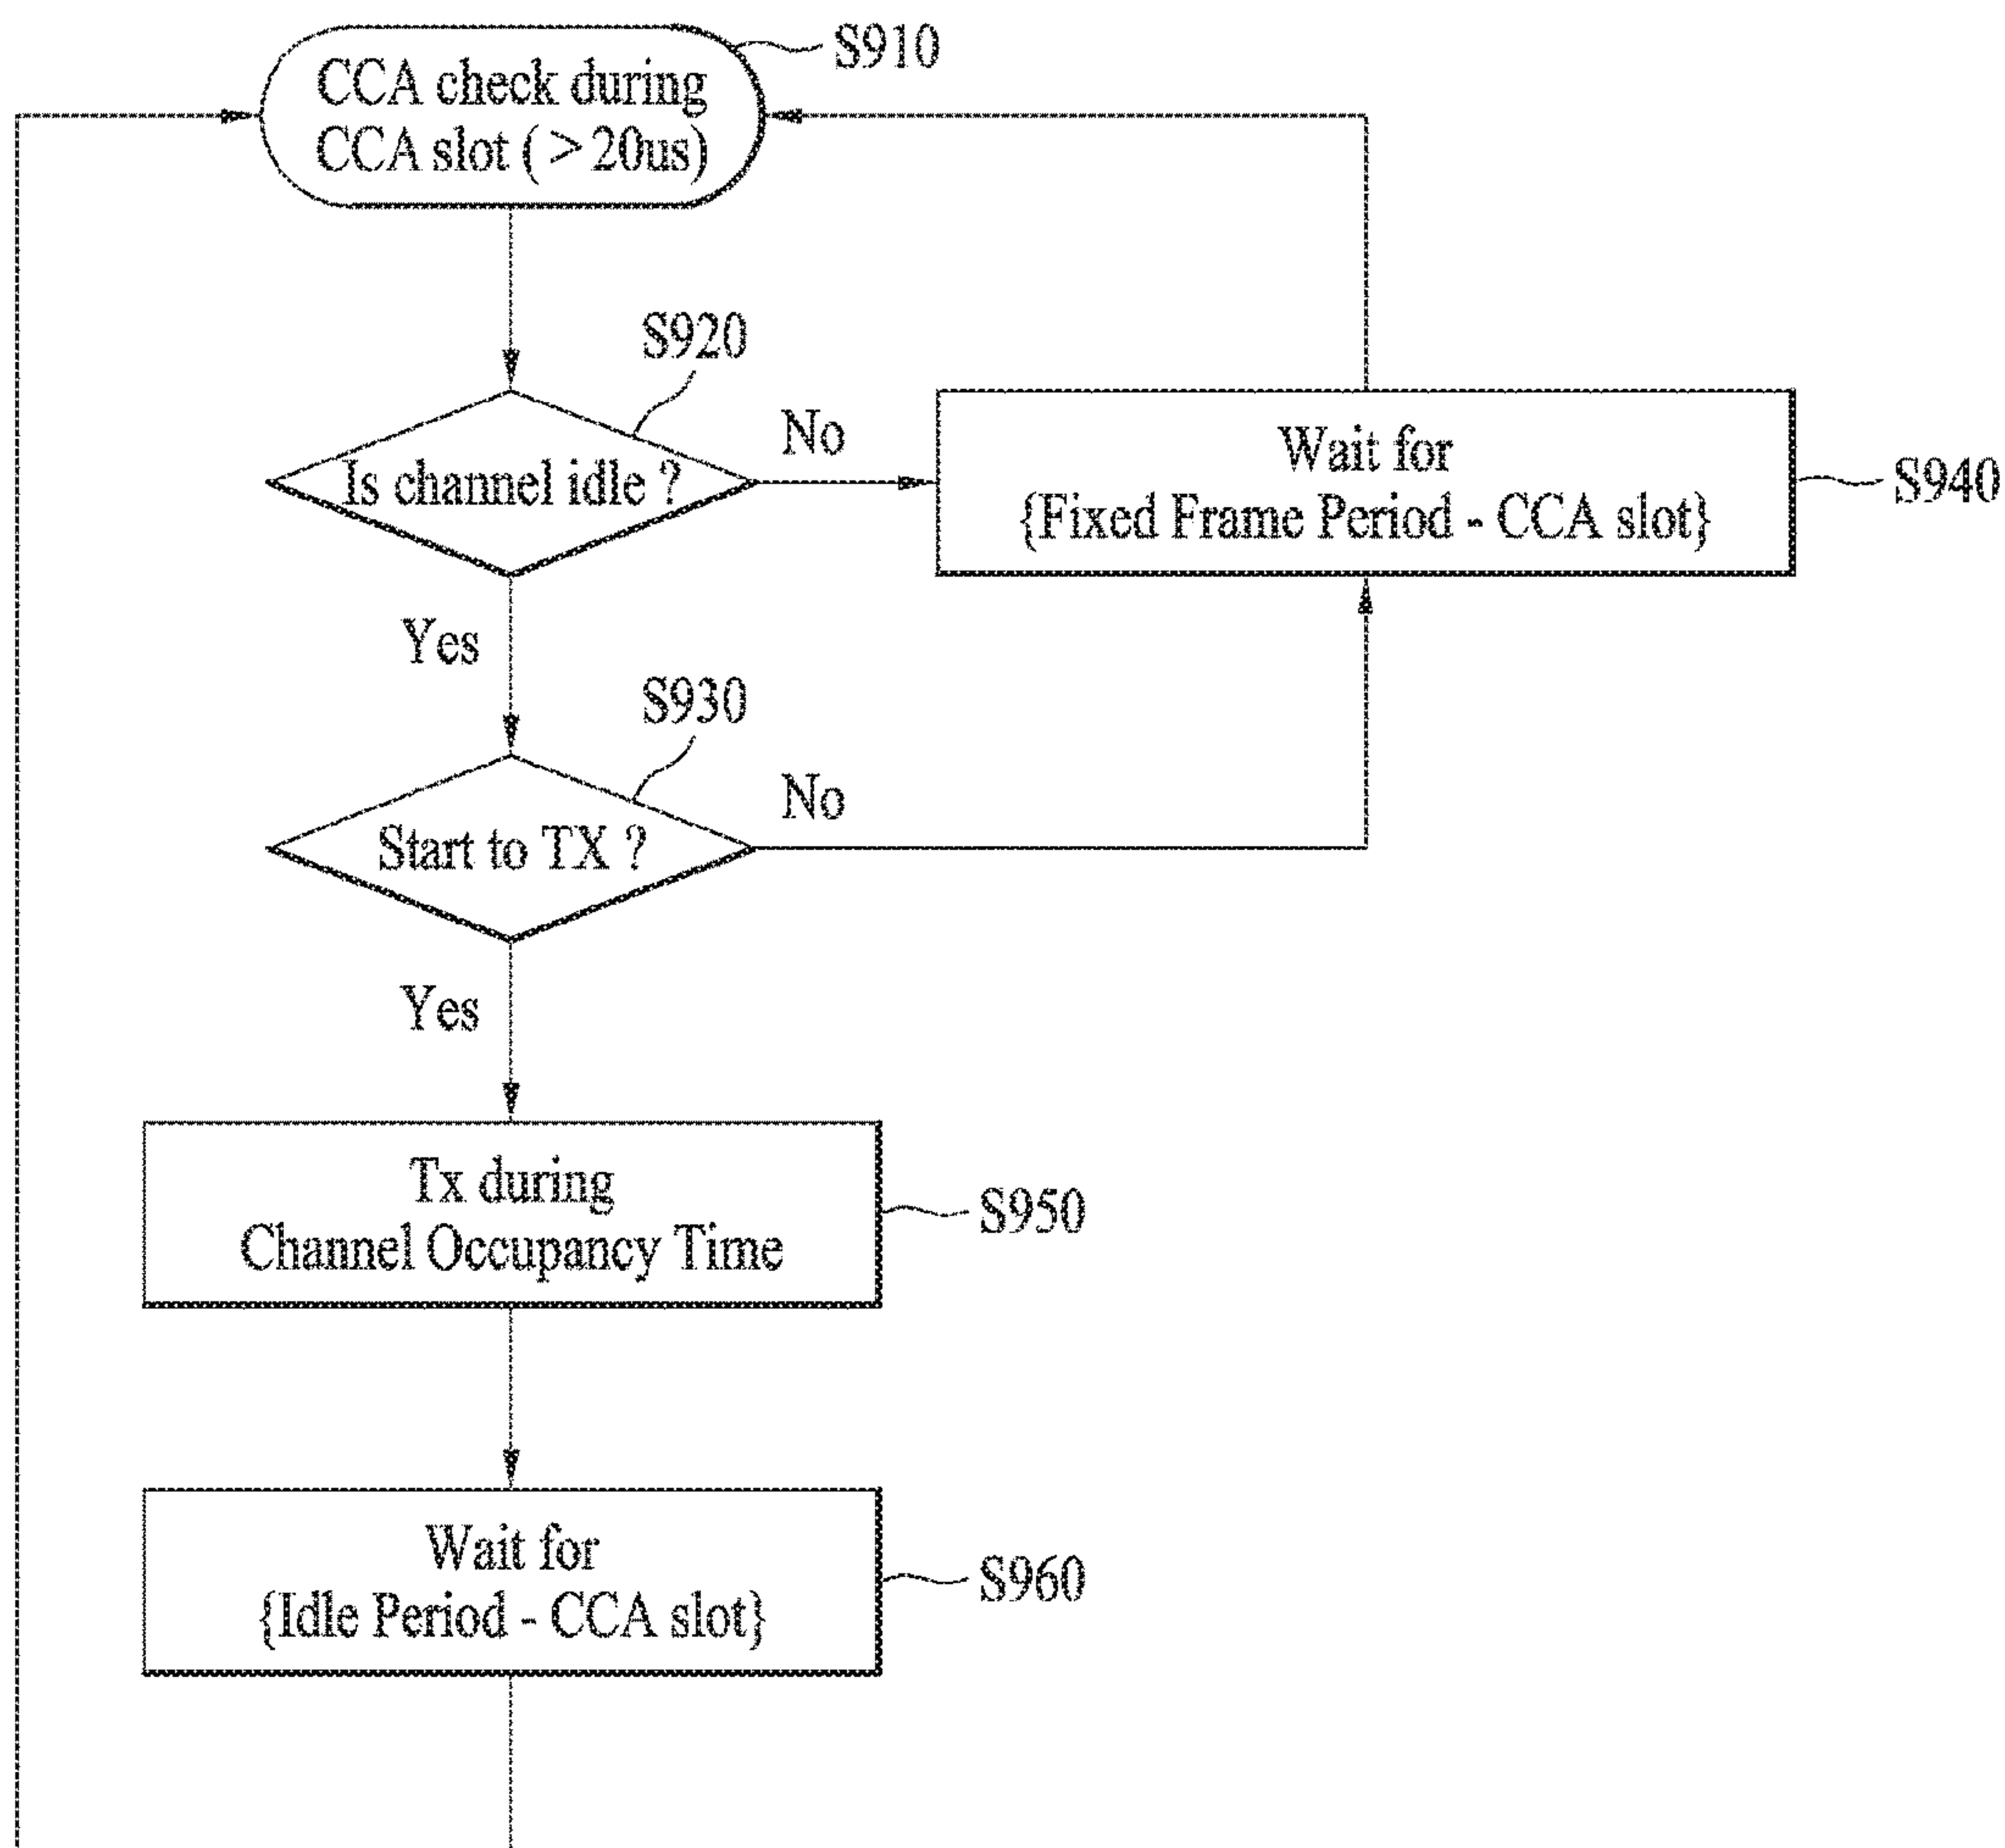 S910
CCA check during
CCA slot ( > 20us)
S920
No
Is channel idle ?
Wait for
{Fixed Frame Period - CCA slot}
S940
Yes
S930
No
Start to TX ?
Yes
Tx during
Channel Occupancy Time
S950
Wait for
{Idle Period - CCA slot}
S960